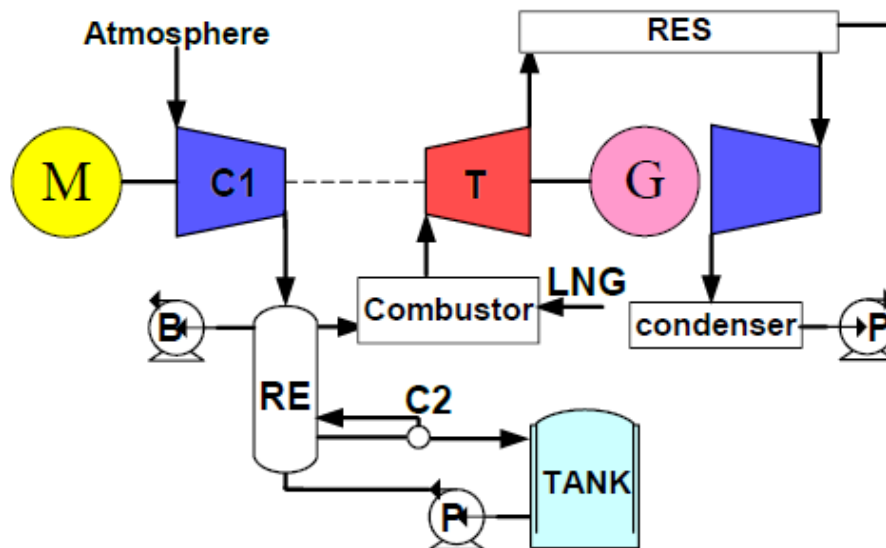 Atmosphere
RES
M
C1
T
G
LNG
Combustor
B
condenser
P
RE
C2
TANK
P